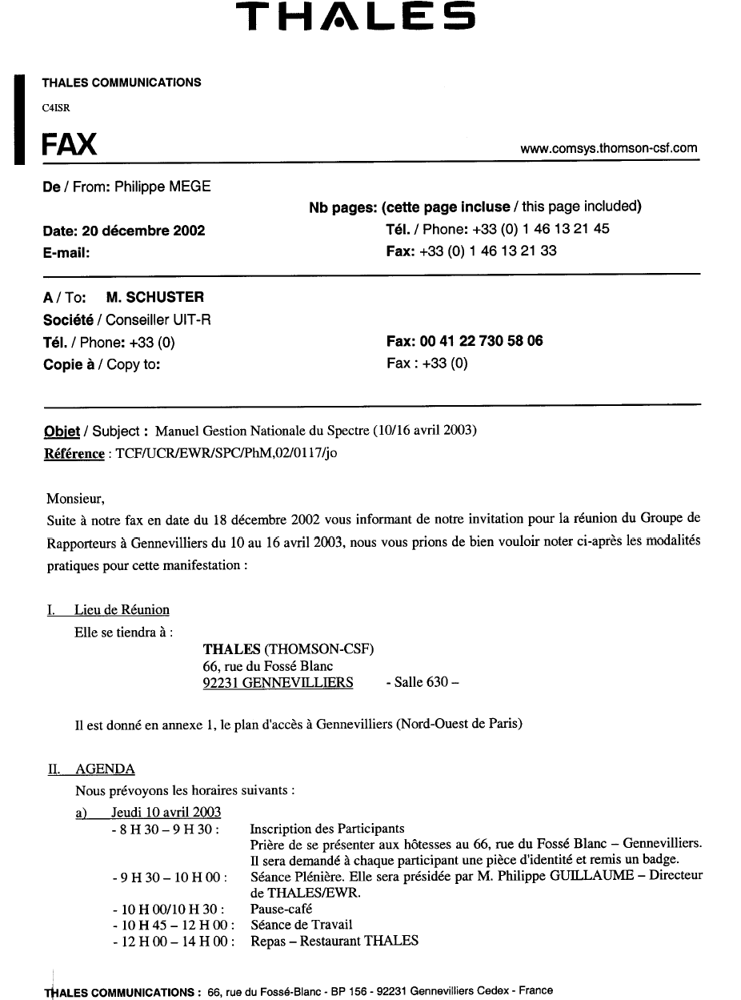 THALES
THALES COMMUNICATIONS
C4ISR
FAX
www.comsys.thomson-csf.com
De / From: Philippe MEGE
Nb pages: (cette page incluse / this page included)
Date: 20 décembre 2002
Tél. / Phone: +33 (0) 1 46 13 21 45
E-mail:
Fax: +33 (0) 1 46 13 21 33
A / To: M. SCHUSTER
Société / Conseiller UIT-R
Tél. / Phone: +33 (0)
Fax: 00 41 22 730 58 06
Copie à / Copy to:
Fax : +33 (0)
Objet / Subject : Manuel Gestion Nationale du Spectre (10/16 avril 2003)
Référence : TCF/UCR/EWR/SPC/PhM,02/0117/jo
Monsieur,
Suite à notre fax en date du 18 décembre 2002 vous informant de notre invitation pour la réunion du Groupe de
Rapporteurs à Gennevilliers du 10 au 16 avril 2003, nous vous prions de bien vouloir noter ci-après les modalités
pratiques pour cette manifestation :
I. Lieu de Réunion
Elle se tiendra à :
THALES (THOMSON-CSF)
66, rue du Fossé Blanc
92231 GENNEVILLIERS - Salle 630 –
Il est donné en annexe 1, le plan d'accès à Gennevilliers (Nord-Ouest de Paris)
II. AGENDA
Nous prévoyons les horaires suivants :
a) Jeudi 10 avril 2003
- 8 H 30 – 9 H 30 : Inscription des Participants
Prière de se présenter aux hôtesses au 66, rue du Fossé Blanc – Gennevilliers.
Il sera demandé à chaque participant une pièce d'identité et remis un badge.
- 9 H 30 – 10 H 00 : Séance Plénière. Elle sera présidée par M. Philippe GUILLAUME – Directeur
de THALES/EWR.
- 10 H 00/10 H 30 : Pause-café
- 10 H 45 – 12 H 00 : Séance de Travail
- 12 H 00 – 14 H 00 : Repas – Restaurant THALES
THALES COMMUNICATIONS : 66, rue du Fossé-Blanc - BP 156 - 92231 Gennevilliers Cedex - France